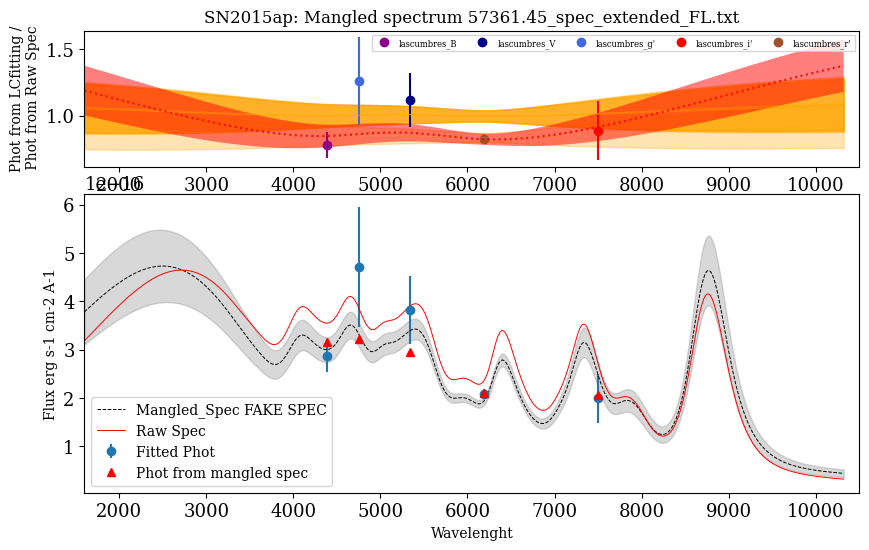 SN2015ap: Mangled spectrum 57361.45_spec_extended_FL.txt
Phot from LCfitting /
Phot from Raw Spec
1.5
1.0
lascumbres_B lascumbres_V lascumbres_g' lascumbres_i' lascumbres_r'
2000 3000 4000 5000 6000 7000 8000 9000 10000
1e−16
Flux erg s-1 cm-2 A-1
6
5
4
3
2
1
Mangled_Spec FAKE SPEC
Raw Spec
Fitted Phot
Phot from mangled spec
2000 3000 4000 5000 6000 7000 8000 9000 10000
Wavelenght